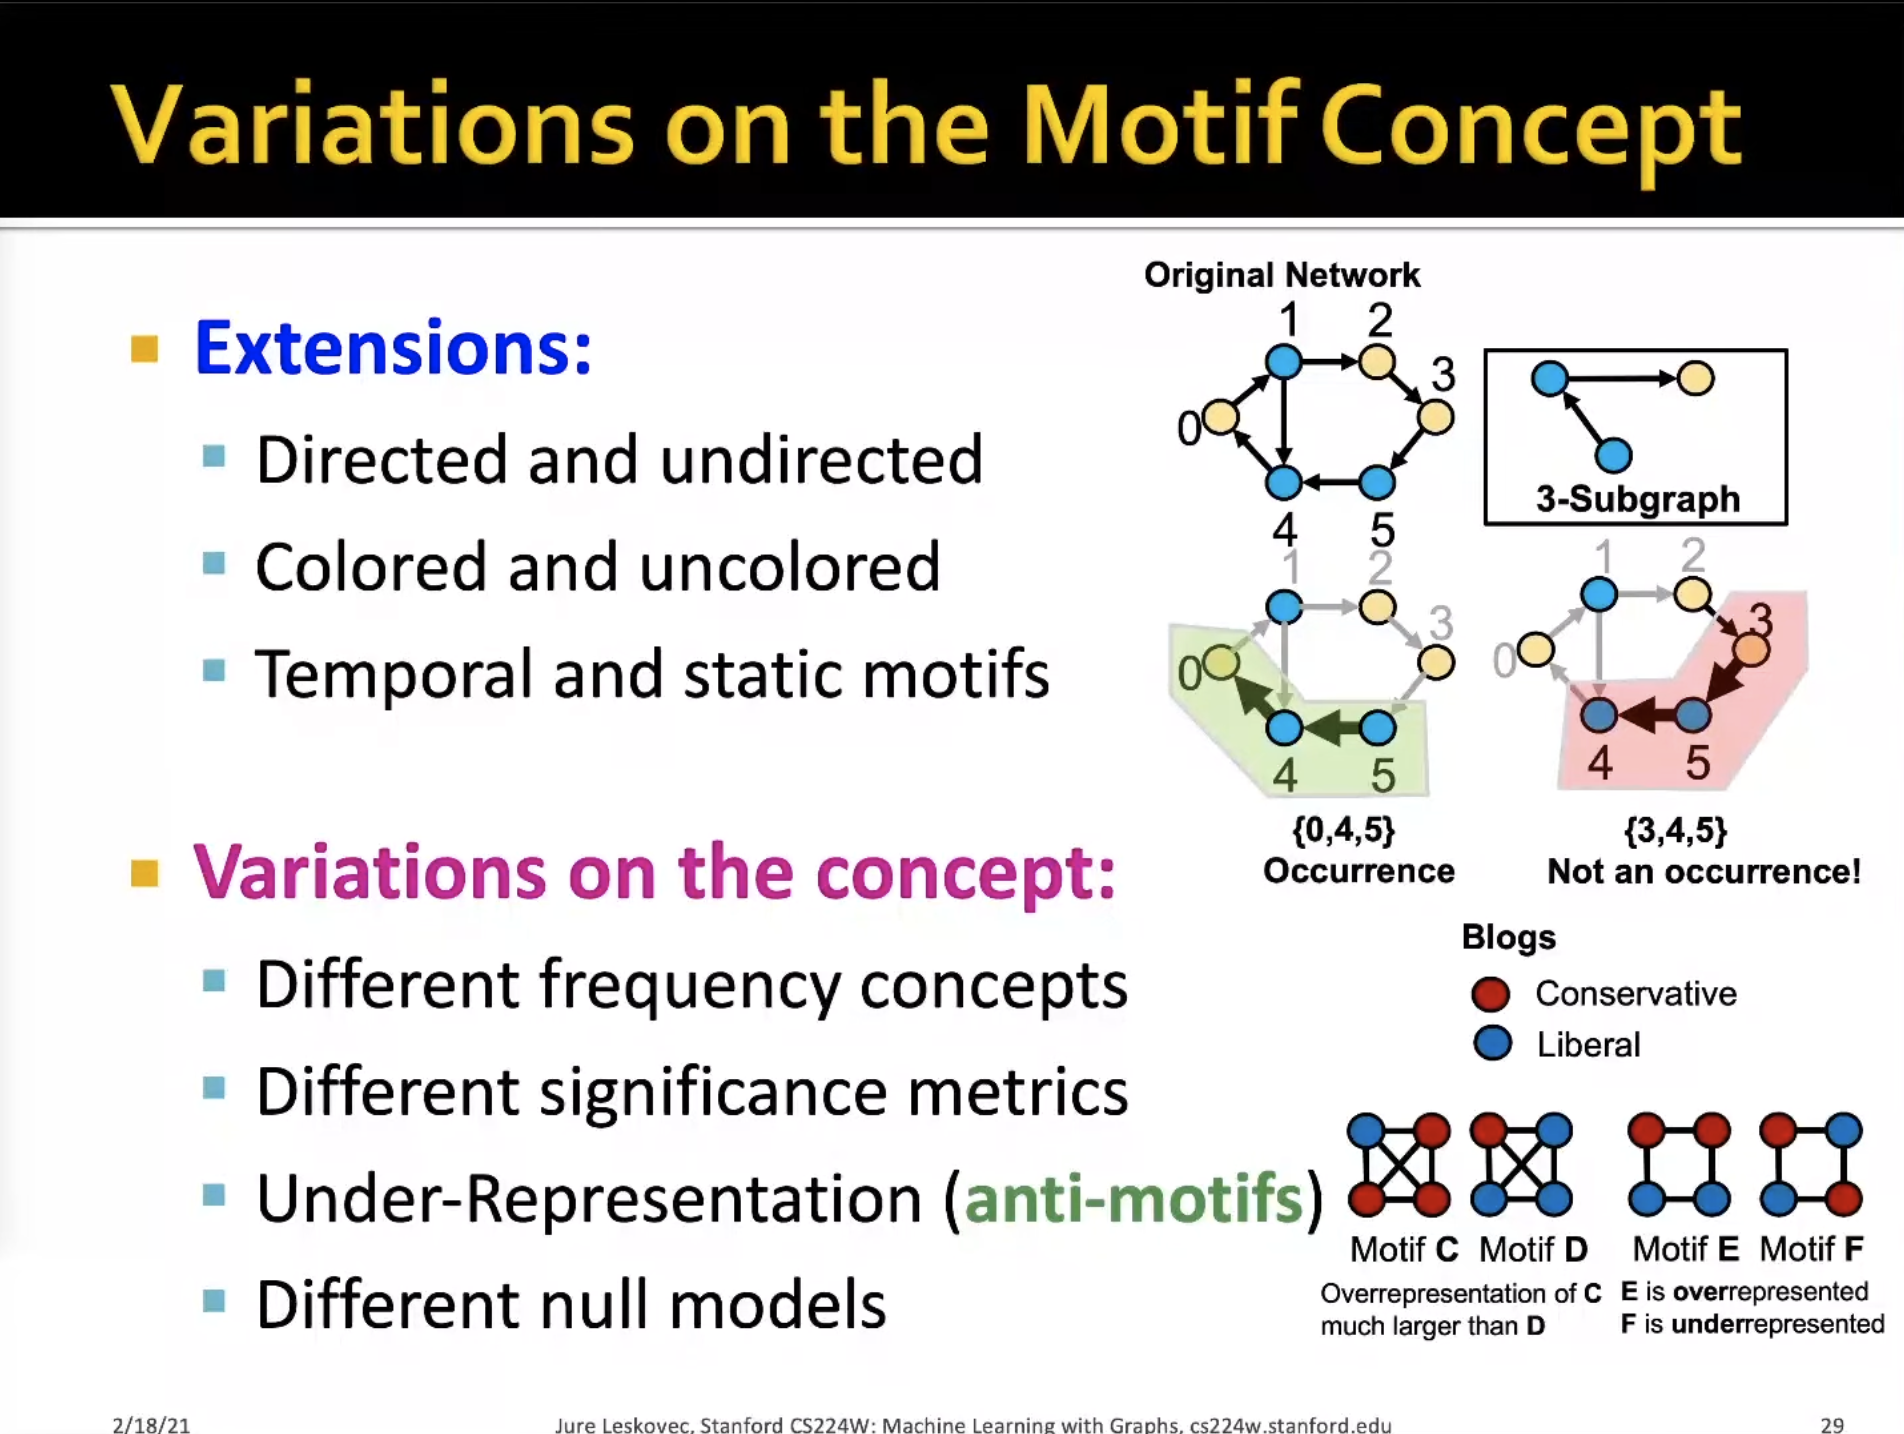 Variations on the Motif Concept
Extensions:
Directed and undirected
Colored and uncolored
Temporal and static motifs
Variations on the concept:
Different frequency concepts
Different significance metrics
Under-Representation (anti-motifs)
Different null models
Original Network
1
2
3
0
4
5
3-Subgraph
1
2
3
0
4
5
{0,4,5}
Occurrence
1
2
3
0
4
5
{3,4,5}
Not an occurrence!
Blogs
Conservative
Liberal
Motif C
Motif D
Motif E
Motif F
Overrepresentation of C
much larger than D
E is overrepresented
F is underrepresented
2/18/21
Jure Leskovec, Stanford CS224W: Machine Learning with Graphs, cs224w.stanford.edu
29